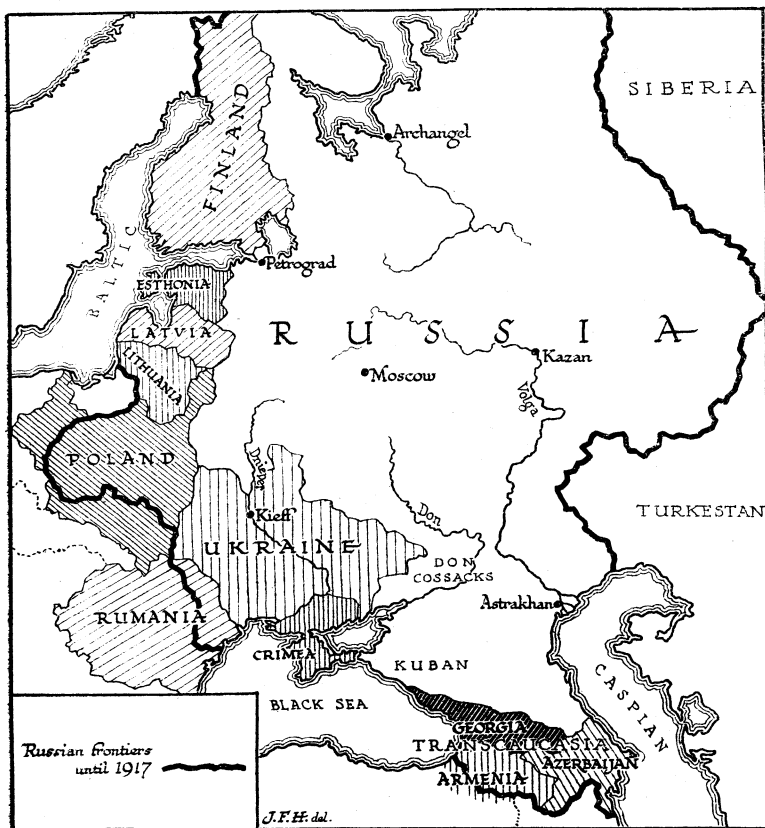 SIBERIA
FINLAND
Archangel
BALTIC
Petrograd
ESTHONIA
LATVIA
RUSSIA
LITHUANIA
Kazan
Moscow
Volga
POLAND
Dnieper
Don
Kieff
TURKESTAN
UKRAINE
DON
COSSACKS
Astrakhan
RUMANIA
CRIMEA
KUBAN
CASPIAN
BLACK SEA
GEORGIA
TRANSCAUCASIA
AZERBAIJAN
ARMENIA
Russian frontiers
until 1917
J.F.H. del.